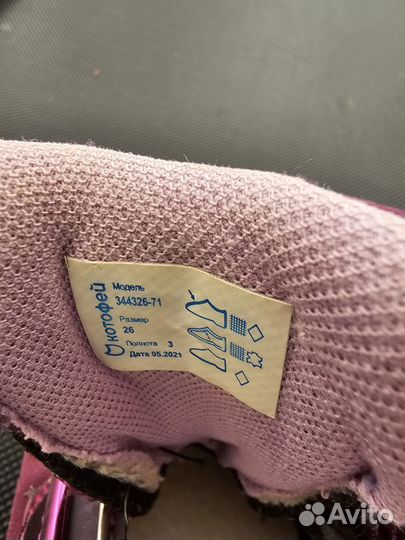 котофей
Модель
344326-71
Размер
26
Полнота 3
Дата 05.2021
Avito